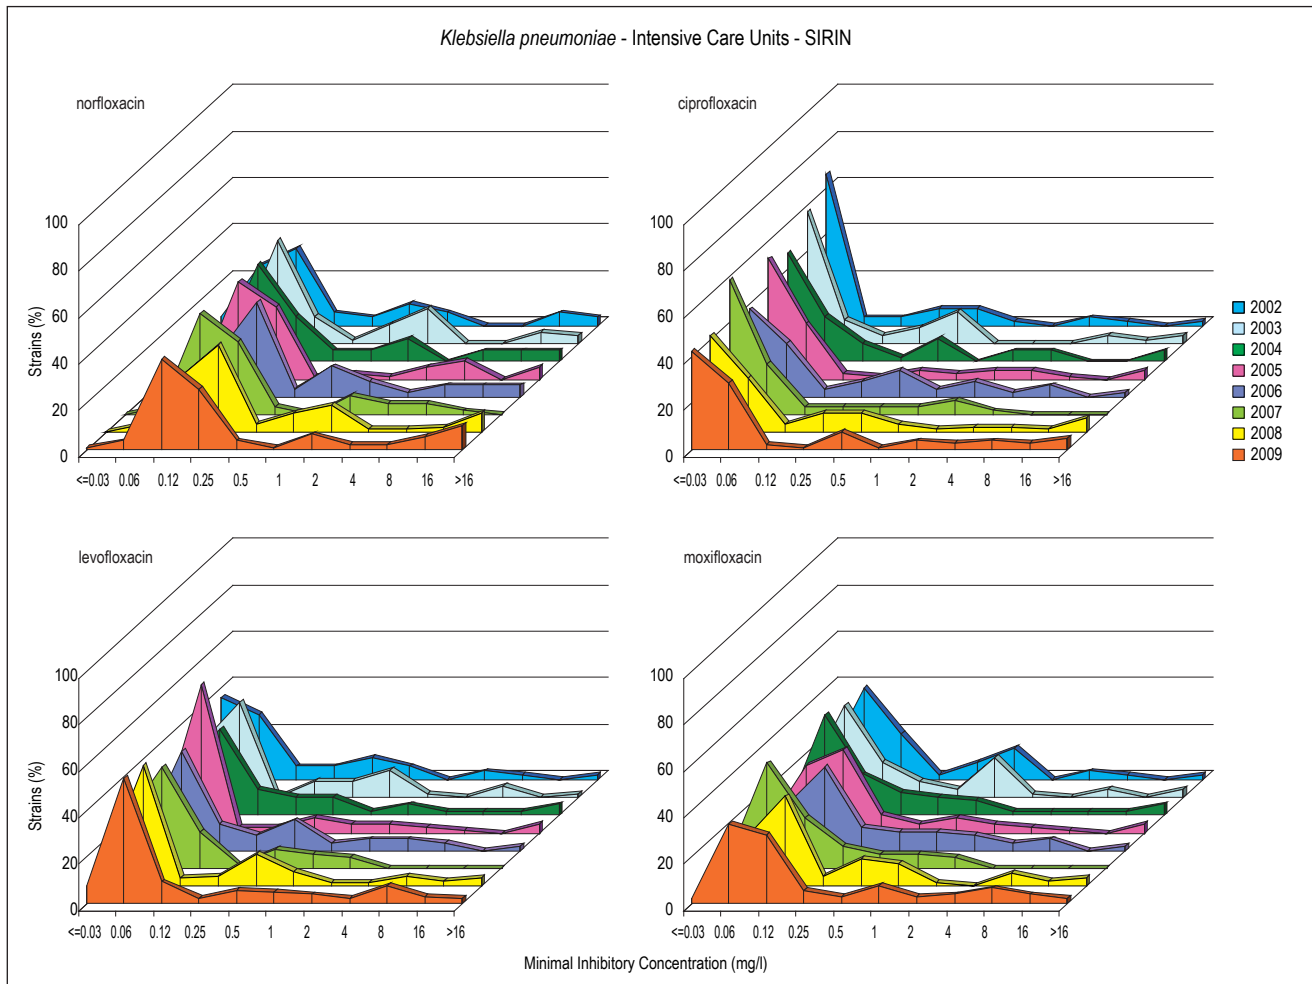 Klebsiella pneumoniae - Intensive Care Units - SIRIN
norfloxacin
Strains (%)
100
80
60
40
20
0
<=0.03 0.06 0.12 0.25 0.5 1 2 4 8 16 >16
ciprofloxacin
100
80
60
40
20
0
<=0.03 0.06 0.12 0.25 0.5 1 2 4 8 16 >16
2002
2003
2004
2005
2006
2007
2008
2009
levofloxacin
Strains (%)
100
80
60
40
20
0
<=0.03 0.06 0.12 0.25 0.5 1 2 4 8 16 >16
moxifloxacin
100
80
60
40
20
0
<=0.03 0.06 0.12 0.25 0.5 1 2 4 8 16 >16
Minimal Inhibitory Concentration (mg/l)